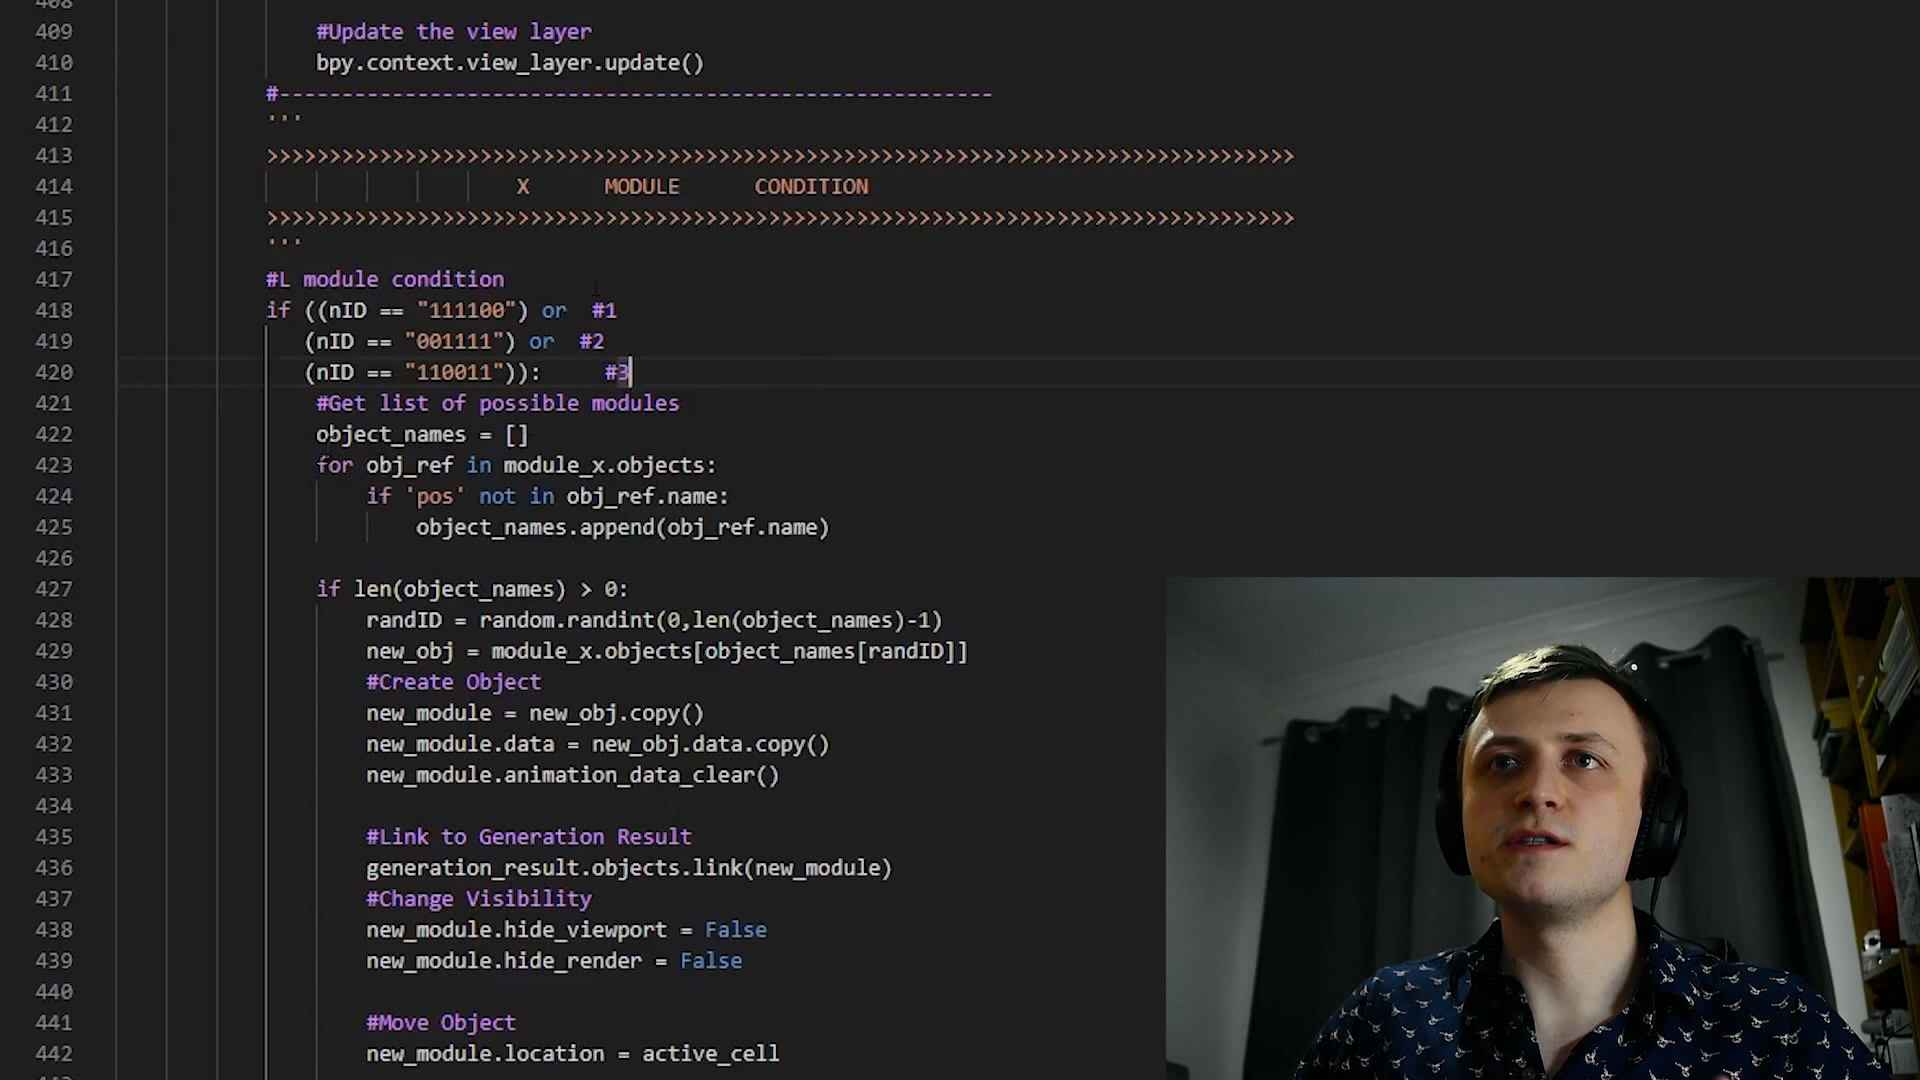 408
409 #Update the view layer
410 bpy.context.view_layer.update()
411 #---------------------------------------------------------
412 '''
413 >>>>>>>>>>>>>>>>>>>>>>>>>>>>>>>>>>>>>>>>>>>>>>>>>>>>>>>>>>>>>>>>>>>>>>>>>>>>>>>>>>
414 X MODULE CONDITION
415 >>>>>>>>>>>>>>>>>>>>>>>>>>>>>>>>>>>>>>>>>>>>>>>>>>>>>>>>>>>>>>>>>>>>>>>>>>>>>>>>>>
416 '''
417 #L module condition
418 if ((nID == "111100") or #1
419 (nID == "001111") or #2
420 (nID == "110011")): #3
421 #Get list of possible modules
422 object_names = []
423 for obj_ref in module_x.objects:
424 if 'pos' not in obj_ref.name:
425 object_names.append(obj_ref.name)
426
427 if len(object_names) > 0:
428 randID = random.randint(0,len(object_names)-1)
429 new_obj = module_x.objects[object_names[randID]]
430 #Create Object
431 new_module = new_obj.copy()
432 new_module.data = new_obj.data.copy()
433 new_module.animation_data_clear()
434
435 #Link to Generation Result
436 generation_result.objects.link(new_module)
437 #Change Visibility
438 new_module.hide_viewport = False
439 new_module.hide_render = False
440
441 #Move Object
442 new_module.location = active_cell